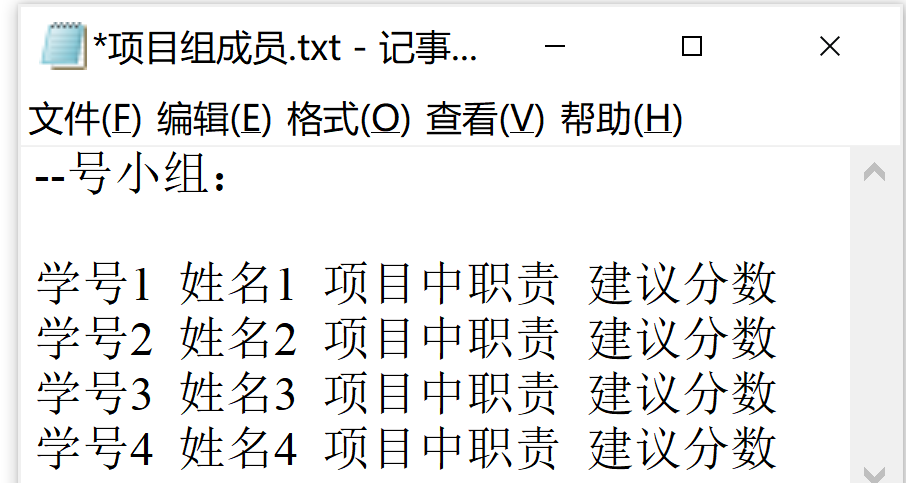 *项目组成员.txt - 记事...
文件(F) 编辑(E) 格式(O) 查看(V) 帮助(H)
--号小组：
学号1 姓名1 项目中职责 建议分数
学号2 姓名2 项目中职责 建议分数
学号3 姓名3 项目中职责 建议分数
学号4 姓名4 项目中职责 建议分数